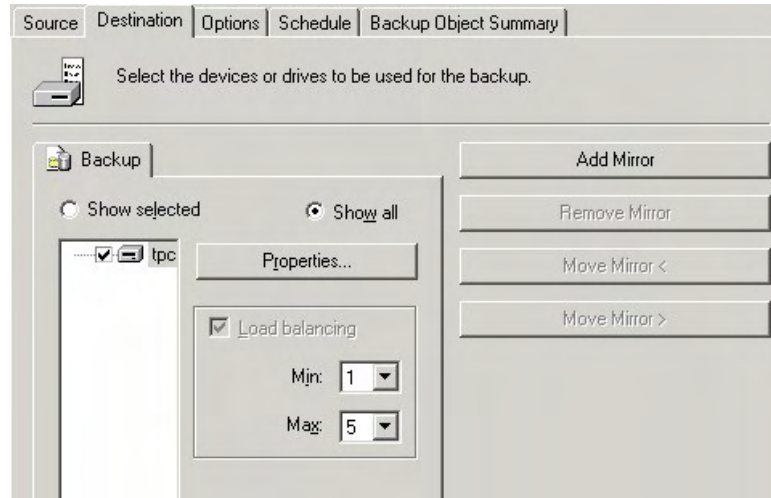 Source Destination Options Schedule Backup Object Summary
Select the devices or drives to be used for the backup.
Backup
Show selected Show all
tpc
Properties...
Load balancing
Min: 1
Max: 5
Add Mirror
Remove Mirror
Move Mirror <
Move Mirror >